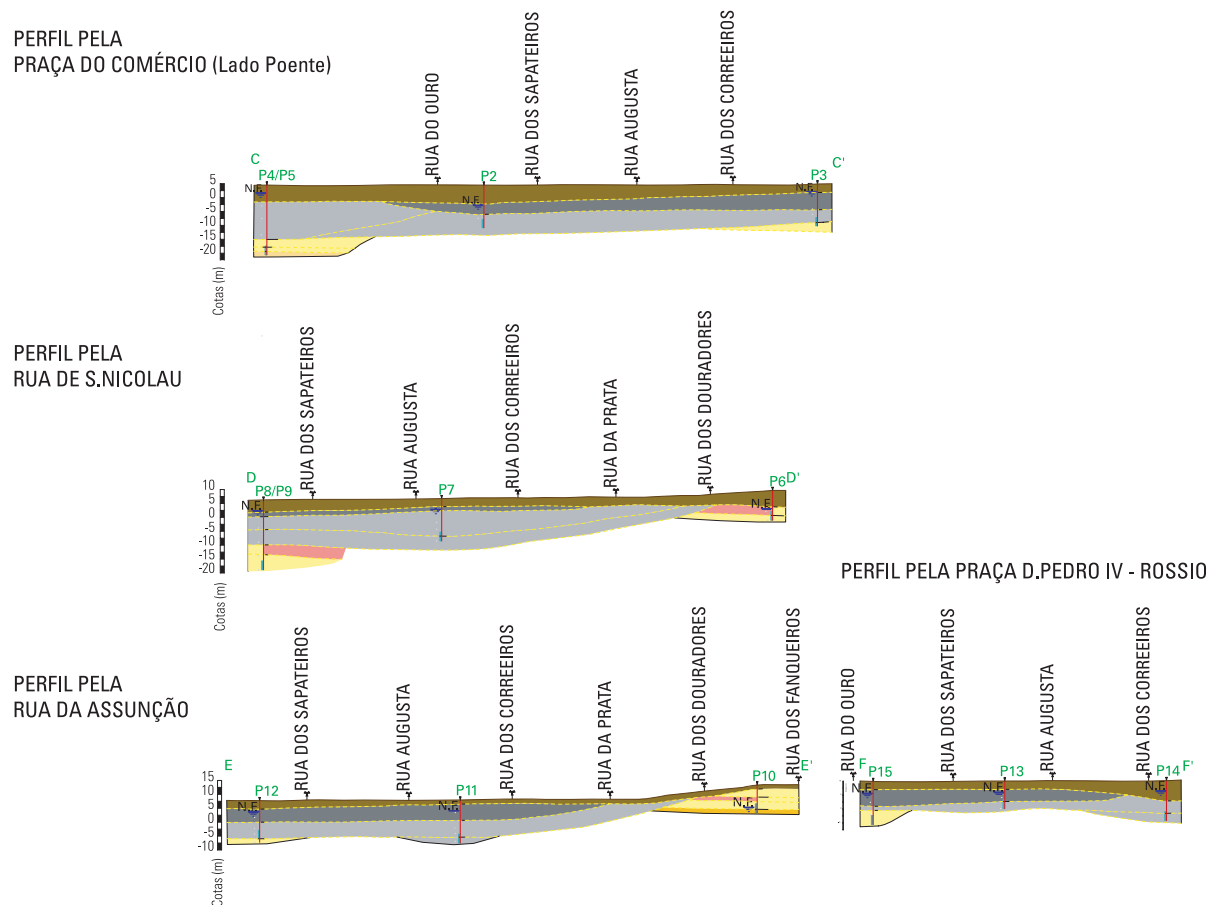 PERFIL PELA
PRAÇA DO COMÉRCIO (Lado Poente)
RUA DO OURO
RUA DOS SAPATEIROS
RUA AUGUSTA
RUA DOS CORREEIROS
C
P4/P5
P2
P3
C'
5
0
-5
-10
-15
-20
N.F.
N.F.
N.F.
Cotas (m)
PERFIL PELA
RUA DE S.NICOLAU
RUA DOS SAPATEIROS
RUA AUGUSTA
RUA DOS CORREEIROS
RUA DA PRATA
RUA DOS DOURADORES
D
P8/P9
P7
P6
D'
10
5
0
-5
-10
-15
-20
N.F.
N.F.
N.F.
Cotas (m)
PERFIL PELA
RUA DA ASSUNÇÃO
RUA DOS SAPATEIROS
RUA AUGUSTA
RUA DOS CORREEIROS
RUA DA PRATA
RUA DOS DOURADORES
RUA DOS FANQUEIROS
E
P12
P11
P10
E'
15
10
5
0
-5
-10
N.F.
N.F.
N.F.
Cotas (m)
PERFIL PELA PRAÇA D.PEDRO IV - ROSSIO
RUA DO OURO
RUA DOS SAPATEIROS
RUA AUGUSTA
RUA DOS CORREEIROS
F
P15
P13
P14
F'
N.F.
N.F.
N.F.